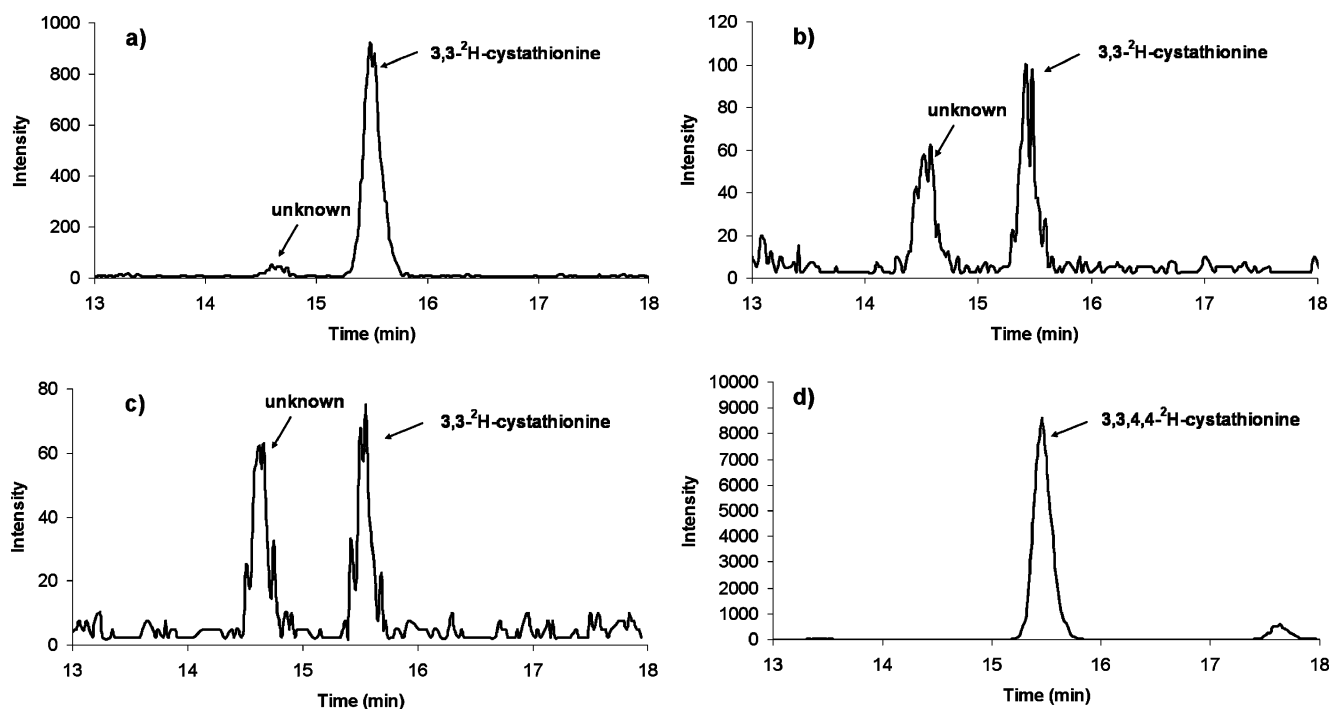 a)
3,3-²H-cystathionine
unknown
Intensity
1000
800
600
400
200
0
13 14 15 16 17 18
Time (min)
b)
3,3-²H-cystathionine
unknown
Intensity
120
100
80
60
40
20
0
13 14 15 16 17 18
Time (min)
c)
unknown
3,3-²H-cystathionine
Intensity
80
60
40
20
0
13 14 15 16 17 18
Time (min)
d)
3,3,4,4-²H-cystathionine
Intensity
10000
9000
8000
7000
6000
5000
4000
3000
2000
1000
0
13 14 15 16 17 18
Time (min)